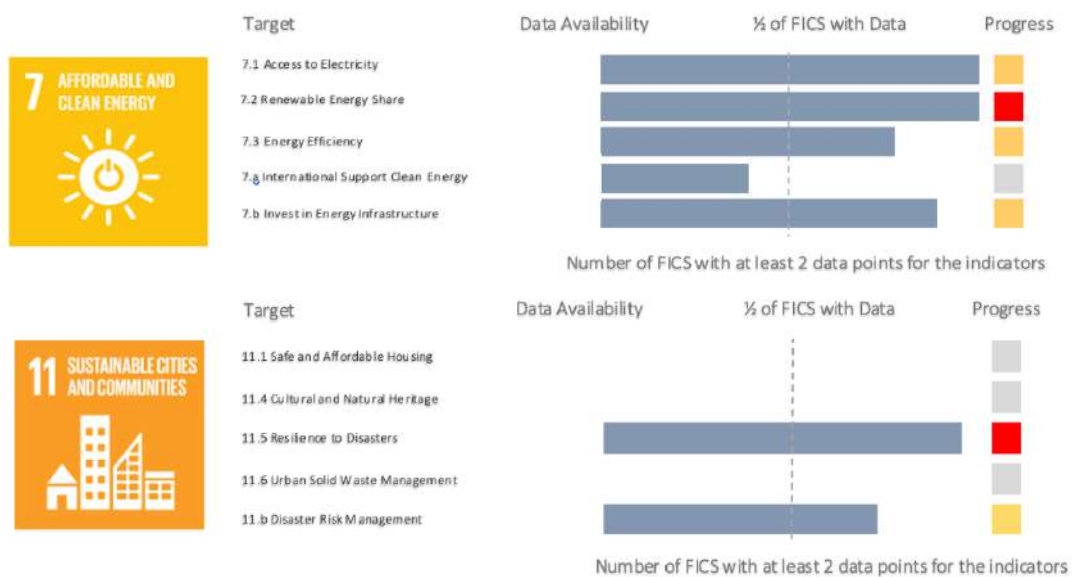 Target Data Availability ½ of FICS with Data Progress
7 AFFORDABLE AND
CLEAN ENERGY
7.1 Access to Electricity
7.2 Renewable Energy Share
7.3 Energy Efficiency
7.a International Support Clean Energy
7.b Invest in Energy Infrastructure
Number of FICS with at least 2 data points for the indicators
Target Data Availability ½ of FICS with Data Progress
11 SUSTAINABLE CITIES
AND COMMUNITIES
11.1 Safe and Affordable Housing
11.4 Cultural and Natural Heritage
11.5 Resilience to Disasters
11.6 Urban Solid Waste Management
11.b Disaster Risk Management
Number of FICS with at least 2 data points for the indicators